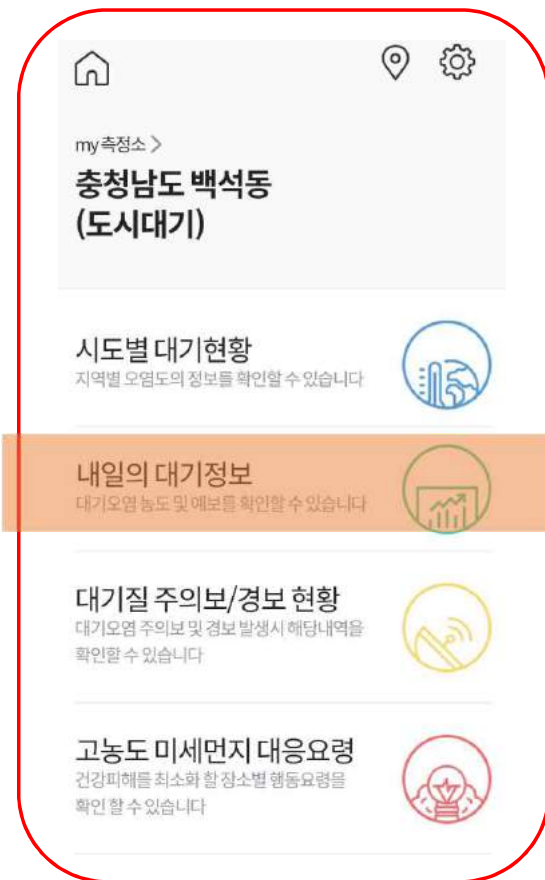 my 측정소 >
충청남도 백석동
(도시대기)
시도별 대기현황
지역별 오염도의 정보를 확인할 수 있습니다
내일의 대기정보
대기오염 농도 및 예보를 확인할 수 있습니다
대기질 주의보/경보 현황
대기오염 주의보 및 경보 발생시 해당내역을
확인할 수 있습니다
고농도 미세먼지 대응요령
건강피해를 최소화 할 장소별 행동요령을
확인 할 수 있습니다